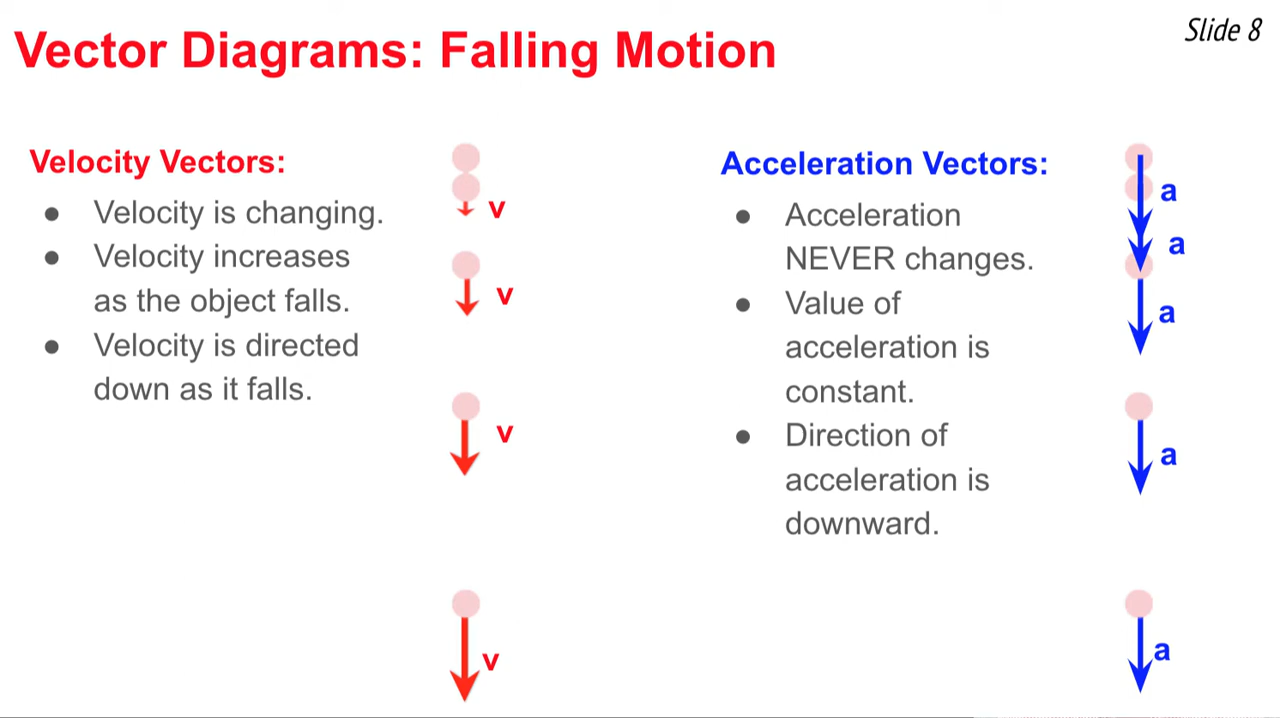 Slide 8
Vector Diagrams: Falling Motion
Velocity Vectors:
● Velocity is changing.
● Velocity increases
as the object falls.
● Velocity is directed
down as it falls.
v
v
v
v
Acceleration Vectors:
● Acceleration
NEVER changes.
● Value of
acceleration is
constant.
● Direction of
acceleration is
downward.
a
a
a
a
a